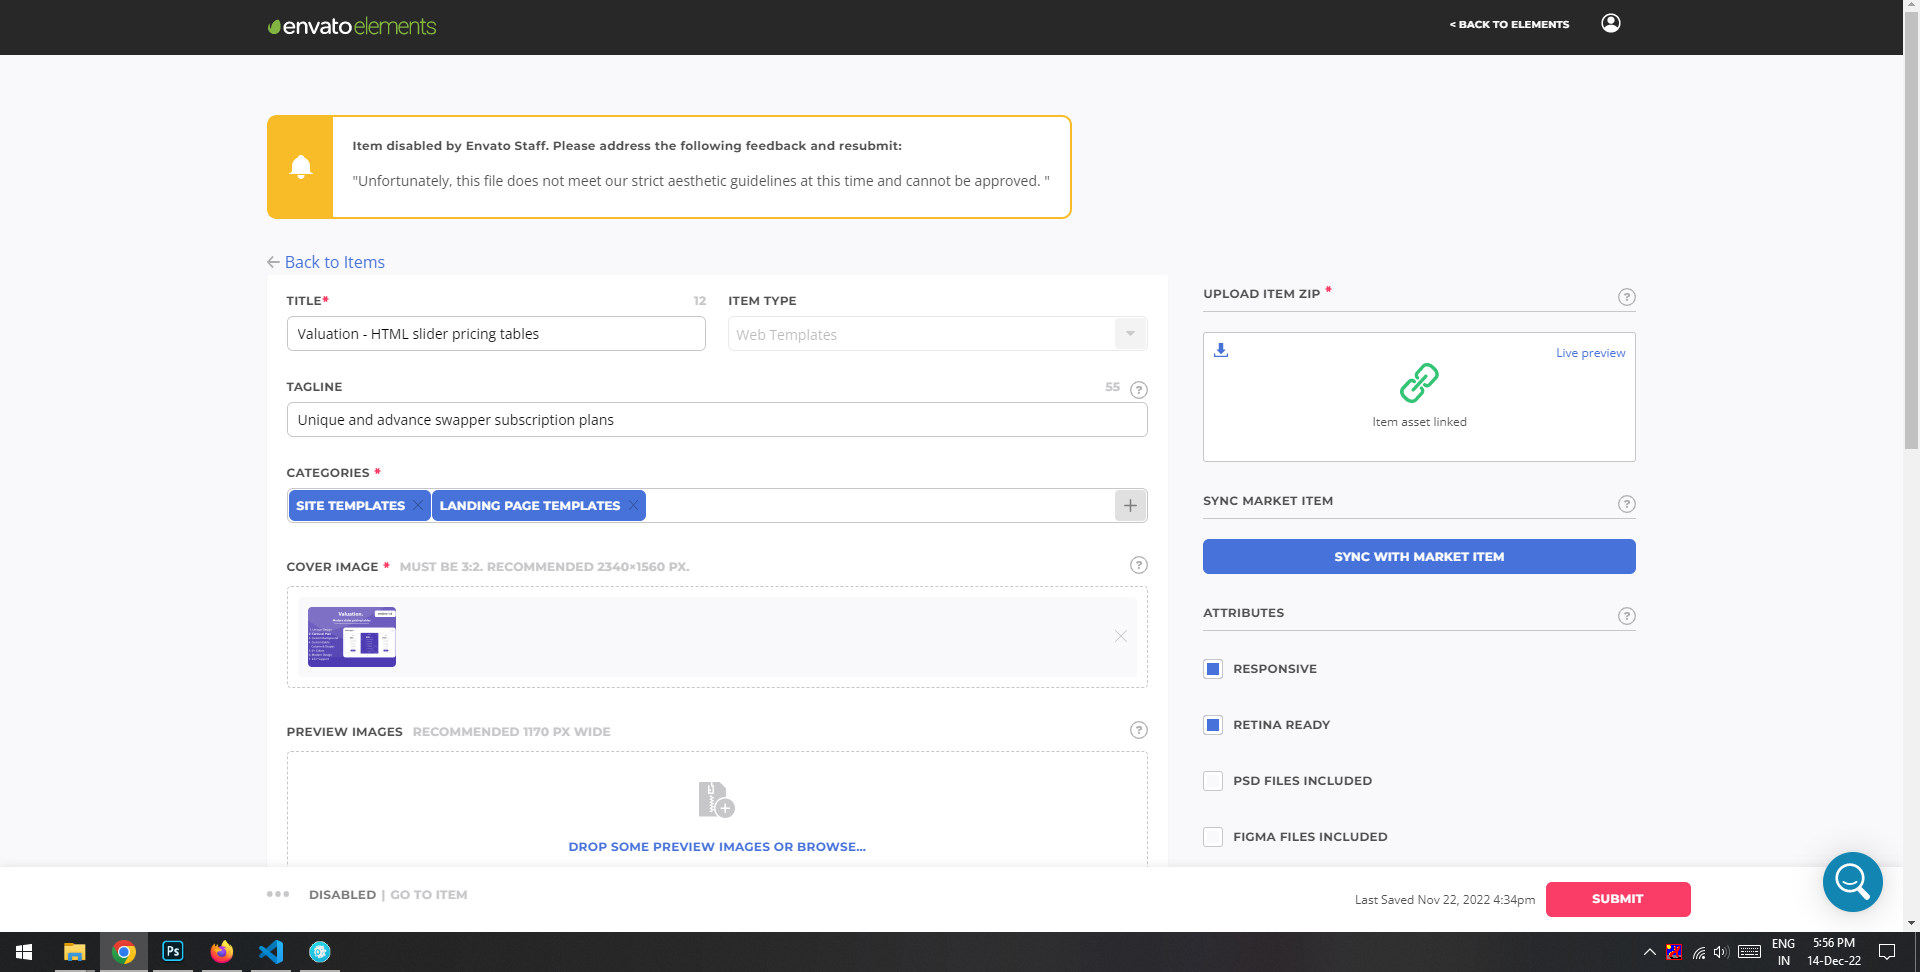 envatoelements
< BACK TO ELEMENTS
Item disabled by Envato Staff. Please address the following feedback and resubmit:
"Unfortunately, this file does not meet our strict aesthetic guidelines at this time and cannot be approved. "
Back to Items
TITLE* 12
Valuation - HTML slider pricing tables
ITEM TYPE
Web Templates
TAGLINE 55 ?
Unique and advance swapper subscription plans
CATEGORIES *
SITE TEMPLATES × LANDING PAGE TEMPLATES × +
COVER IMAGE * MUST BE 3:2. RECOMMENDED 2340×1560 PX. ?
Valuation.
PREVIEW IMAGES RECOMMENDED 1170 PX WIDE ?
DROP SOME PREVIEW IMAGES OR BROWSE...
UPLOAD ITEM ZIP * ?
Live preview
Item asset linked
SYNC MARKET ITEM ?
SYNC WITH MARKET ITEM
ATTRIBUTES ?
RESPONSIVE
RETINA READY
PSD FILES INCLUDED
FIGMA FILES INCLUDED
DISABLED | GO TO ITEM
Last Saved Nov 22, 2022 4:34pm
SUBMIT
Ps
ENG
IN
5:56 PM
14-Dec-22